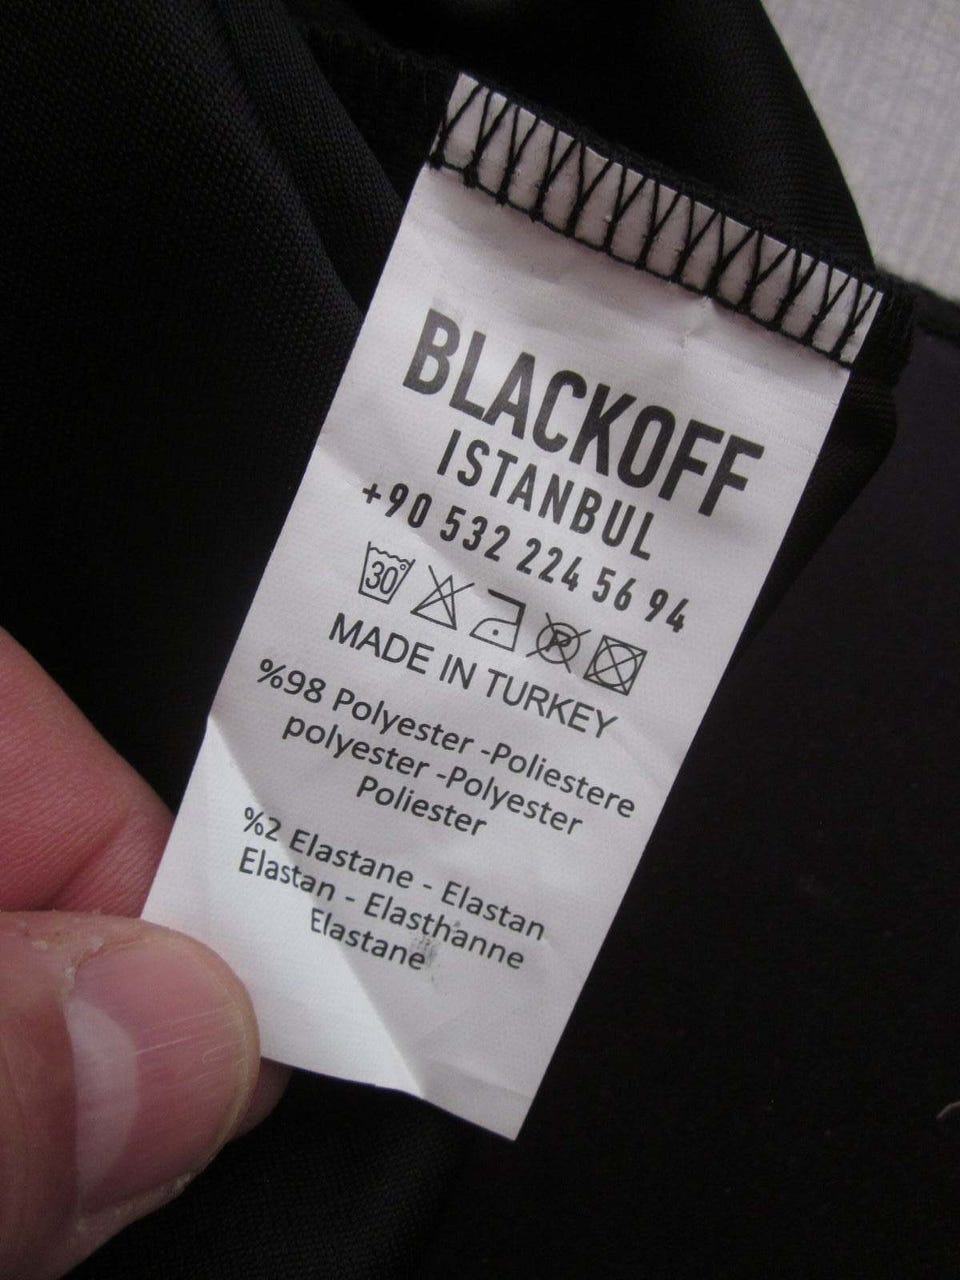 BLACKOFF
ISTANBUL
+90 532 224 56 94
30°
P
MADE IN TURKEY
%98 Polyester -Poliestere
polyester -Polyester
Poliester
%2 Elastane - Elastan
Elastan - Elasthanne
Elastane